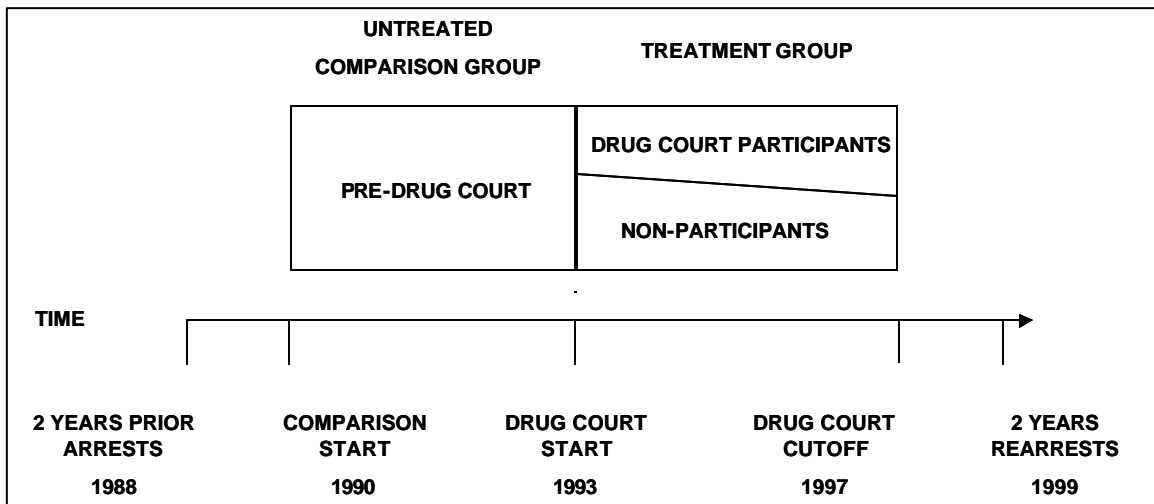 UNTREATED
COMPARISON GROUP
TREATMENT GROUP
PRE-DRUG COURT
DRUG COURT PARTICIPANTS
NON-PARTICIPANTS
TIME
2 YEARS PRIOR
ARRESTS
1988
COMPARISON
START
1990
DRUG COURT
START
1993
DRUG COURT
CUTOFF
1997
2 YEARS
REARRESTS
1999